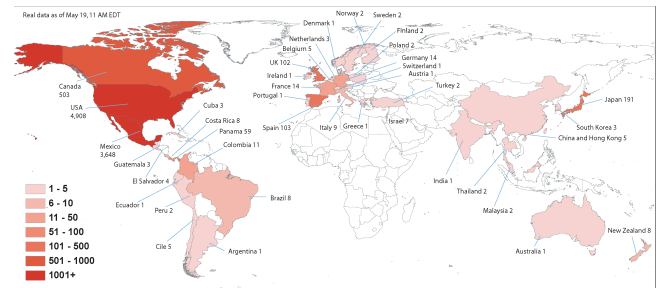 Real data as of May 19, 11 AM EDT
Norway 2
Sweden 2
Denmark 1
Finland 2
Netherlands 3
Poland 2
Belgium 5
Germany 14
UK 102
Switzerland 1
Ireland 1
Austria 1
France 14
Turkey 2
Portugal 1
Canada
503
USA
4,908
Cuba 3
Costa Rica 8
Spain 103
Italy 9
Greece 1
Israel 7
Japan 191
Panama 59
South Korea 3
Mexico
3,648
Colombia 11
China and Hong Kong 5
Guatemala 3
El Salvador 4
India 1
Thailand 2
Ecuador 1
Peru 2
Brazil 8
Malaysia 2
Cile 5
Argentina 1
Australia 1
New Zealand 8
1 - 5
6 - 10
11 - 50
51 - 100
101 - 500
501 - 1000
1001+